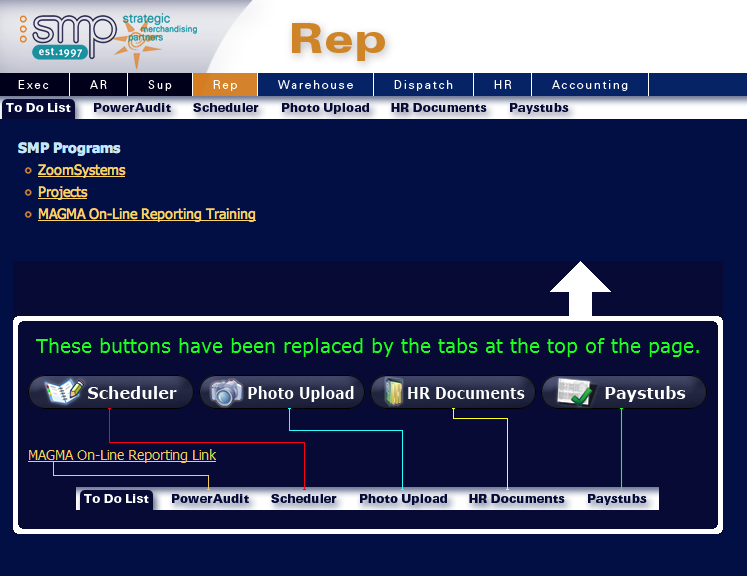 smp strategic
merchandising
partners
est.1997
Rep
Exec AR Sup Rep Warehouse Dispatch HR Accounting
To Do List PowerAudit Scheduler Photo Upload HR Documents Paystubs
SMP Programs
ZoomSystems
Projects
MAGMA On-Line Reporting Training
These buttons have been replaced by the tabs at the top of the page.
Scheduler Photo Upload HR Documents Paystubs
MAGMA On-Line Reporting Link
To Do List PowerAudit Scheduler Photo Upload HR Documents Paystubs